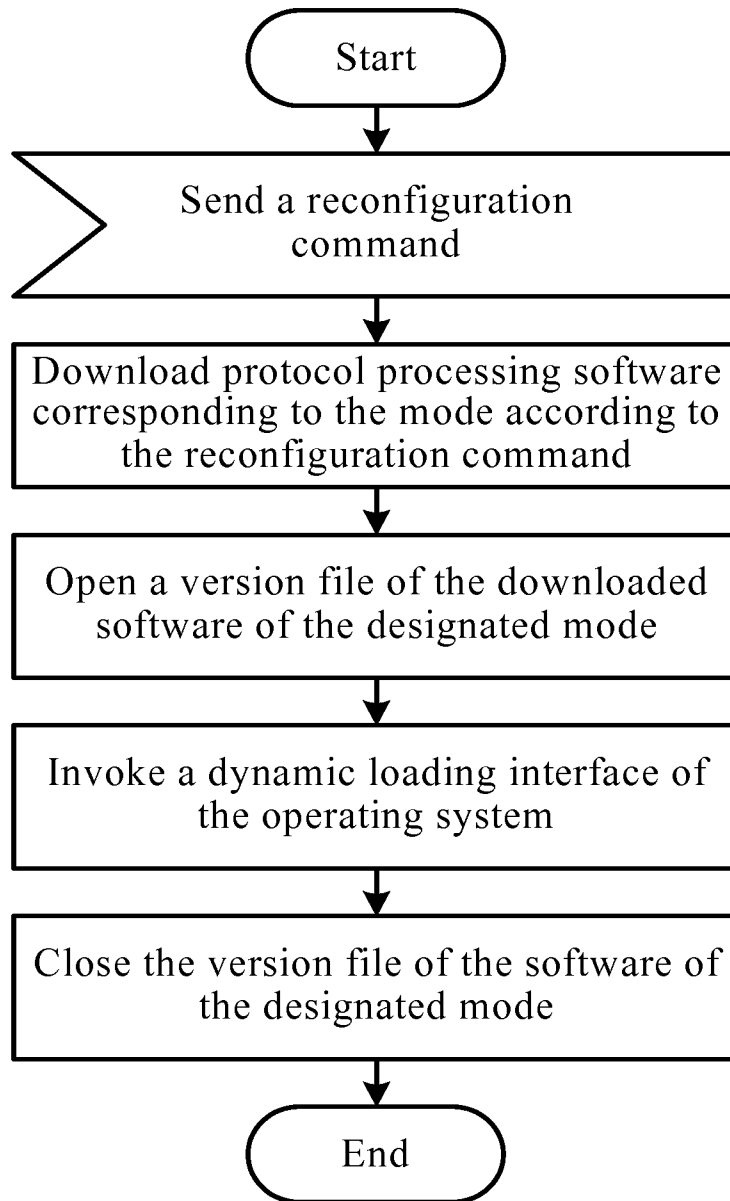 Start
Send a reconfiguration
command
Download protocol processing software
corresponding to the mode according to
the reconfiguration command
Open a version file of the downloaded
software of the designated mode
Invoke a dynamic loading interface of
the operating system
Close the version file of the software of
the designated mode
End